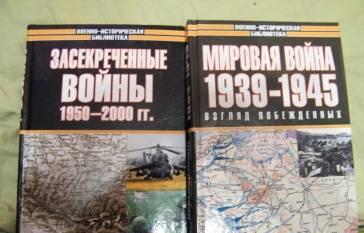 ВОЕННО-ИСТОРИЧЕСКАЯ
БИБЛИОТЕКА
ЗАСЕКРЕЧЕННЫЕ
ВОЙНЫ
1950–2000 гг.
ВОЕННО-ИСТОРИЧЕСКАЯ
БИБЛИОТЕКА
МИРОВАЯ ВОЙНА
1939–1945
ВЗГЛЯД ПОБЕЖДЕННЫХ